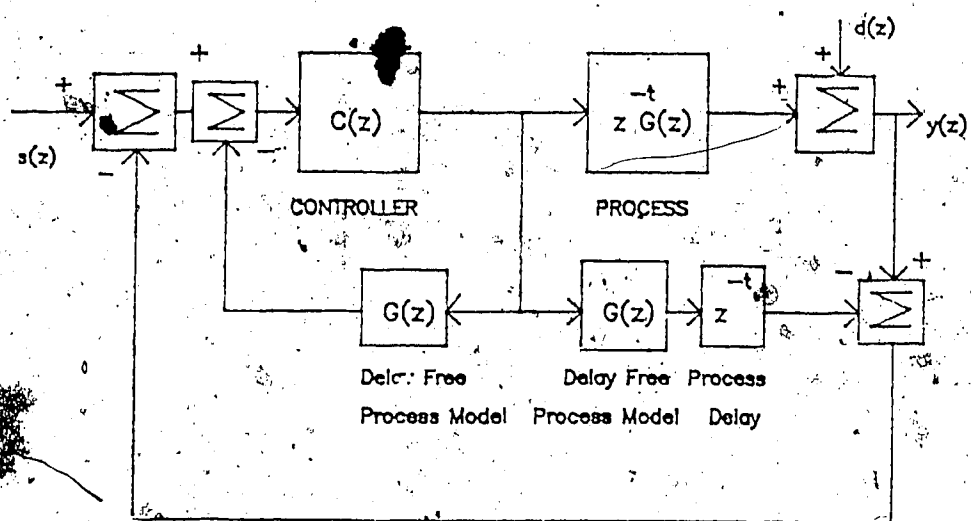 d(z)
+
+
+
-t
Σ
Σ
C(z)
z G(z)
+
Σ
y(z)
s(z)
-
-
CONTROLLER
PROCESS
-
+
-t
G(z)
G(z)
z
Σ
Free
Delay Free
Process
Process Model
Process Model
Delay